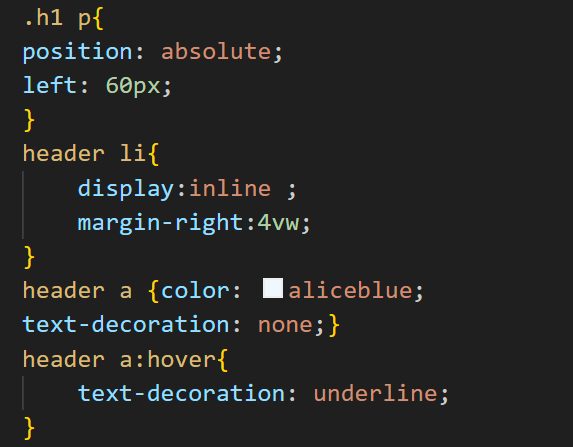 .h1 p{
position: absolute;
left: 60px;
}
header li{
    display:inline ;
    margin-right:4vw;
}
header a {color: aliceblue;
text-decoration: none;}
header a:hover{
    text-decoration: underline;
}